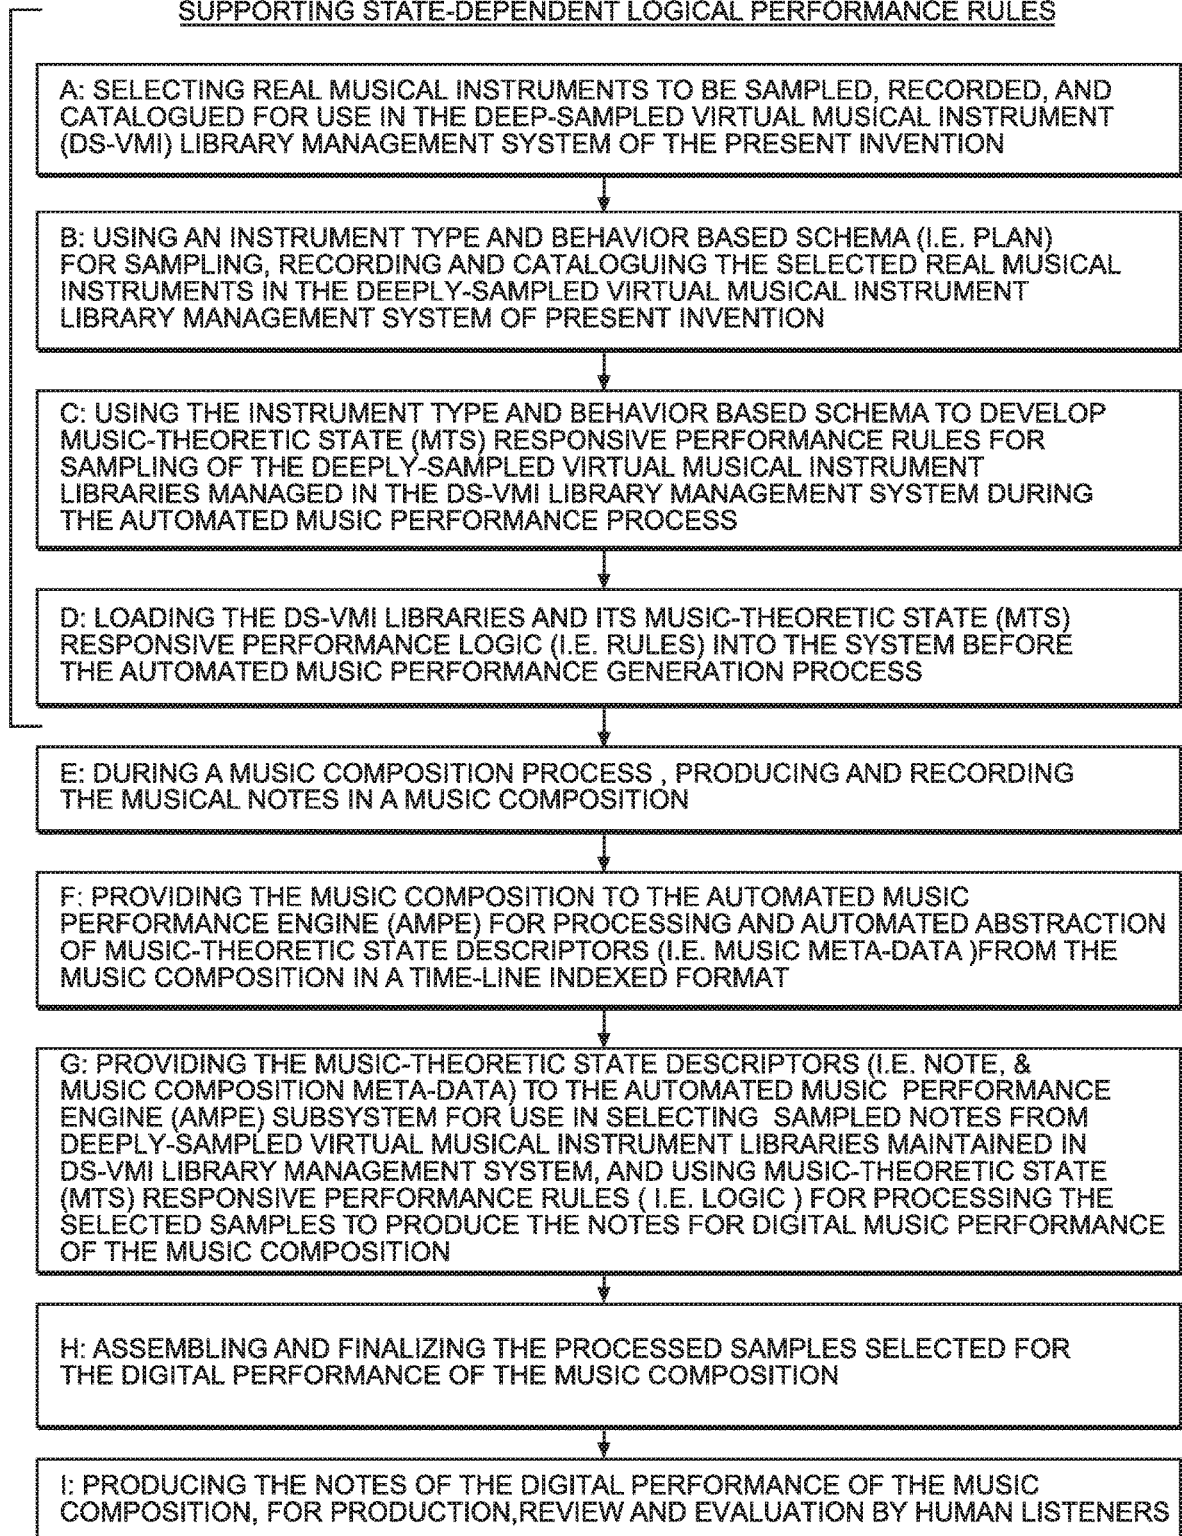 SUPPORTING STATE-DEPENDENT LOGICAL PERFORMANCE RULES
A: SELECTING REAL MUSICAL INSTRUMENTS TO BE SAMPLED, RECORDED, AND
CATALOGUED FOR USE IN THE DEEP-SAMPLED VIRTUAL MUSICAL INSTRUMENT
(DS-VMI) LIBRARY MANAGEMENT SYSTEM OF THE PRESENT INVENTION
B: USING AN INSTRUMENT TYPE AND BEHAVIOR BASED SCHEMA (I.E. PLAN)
FOR SAMPLING, RECORDING AND CATALOGUING THE SELECTED REAL MUSICAL
INSTRUMENTS IN THE DEEPLY-SAMPLED VIRTUAL MUSICAL INSTRUMENT
LIBRARY MANAGEMENT SYSTEM OF PRESENT INVENTION
C: USING THE INSTRUMENT TYPE AND BEHAVIOR BASED SCHEMA TO DEVELOP
MUSIC-THEORETIC STATE (MTS) RESPONSIVE PERFORMANCE RULES FOR
SAMPLING OF THE DEEPLY-SAMPLED VIRTUAL MUSICAL INSTRUMENT
LIBRARIES MANAGED IN THE DS-VMI LIBRARY MANAGEMENT SYSTEM DURING
THE AUTOMATED MUSIC PERFORMANCE PROCESS
D: LOADING THE DS-VMI LIBRARIES AND ITS MUSIC-THEORETIC STATE (MTS)
RESPONSIVE PERFORMANCE LOGIC (I.E. RULES) INTO THE SYSTEM BEFORE
THE AUTOMATED MUSIC PERFORMANCE GENERATION PROCESS
E: DURING A MUSIC COMPOSITION PROCESS , PRODUCING AND RECORDING
THE MUSICAL NOTES IN A MUSIC COMPOSITION
F: PROVIDING THE MUSIC COMPOSITION TO THE AUTOMATED MUSIC
PERFORMANCE ENGINE (AMPE) FOR PROCESSING AND AUTOMATED ABSTRACTION
OF MUSIC-THEORETIC STATE DESCRIPTORS (I.E. MUSIC META-DATA )FROM THE
MUSIC COMPOSITION IN A TIME-LINE INDEXED FORMAT
G: PROVIDING THE MUSIC-THEORETIC STATE DESCRIPTORS (I.E. NOTE, &
MUSIC COMPOSITION META-DATA) TO THE AUTOMATED MUSIC PERFORMANCE
ENGINE (AMPE) SUBSYSTEM FOR USE IN SELECTING SAMPLED NOTES FROM
DEEPLY-SAMPLED VIRTUAL MUSICAL INSTRUMENT LIBRARIES MAINTAINED IN
DS-VMI LIBRARY MANAGEMENT SYSTEM, AND USING MUSIC-THEORETIC STATE
(MTS) RESPONSIVE PERFORMANCE RULES ( I.E. LOGIC ) FOR PROCESSING THE
SELECTED SAMPLES TO PRODUCE THE NOTES FOR DIGITAL MUSIC PERFORMANCE
OF THE MUSIC COMPOSITION
H: ASSEMBLING AND FINALIZING THE PROCESSED SAMPLES SELECTED FOR
THE DIGITAL PERFORMANCE OF THE MUSIC COMPOSITION
I: PRODUCING THE NOTES OF THE DIGITAL PERFORMANCE OF THE MUSIC
COMPOSITION, FOR PRODUCTION,REVIEW AND EVALUATION BY HUMAN LISTENERS